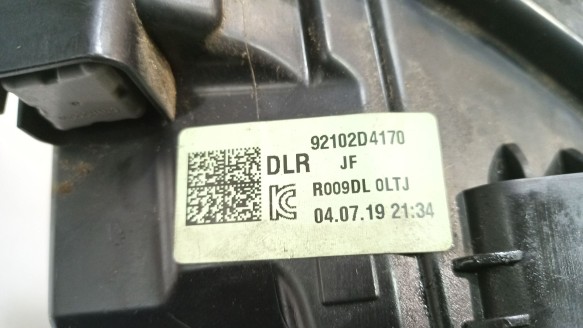 92102D4170
DLR JF
R009DL 0LTJ
04.07.19 21:34